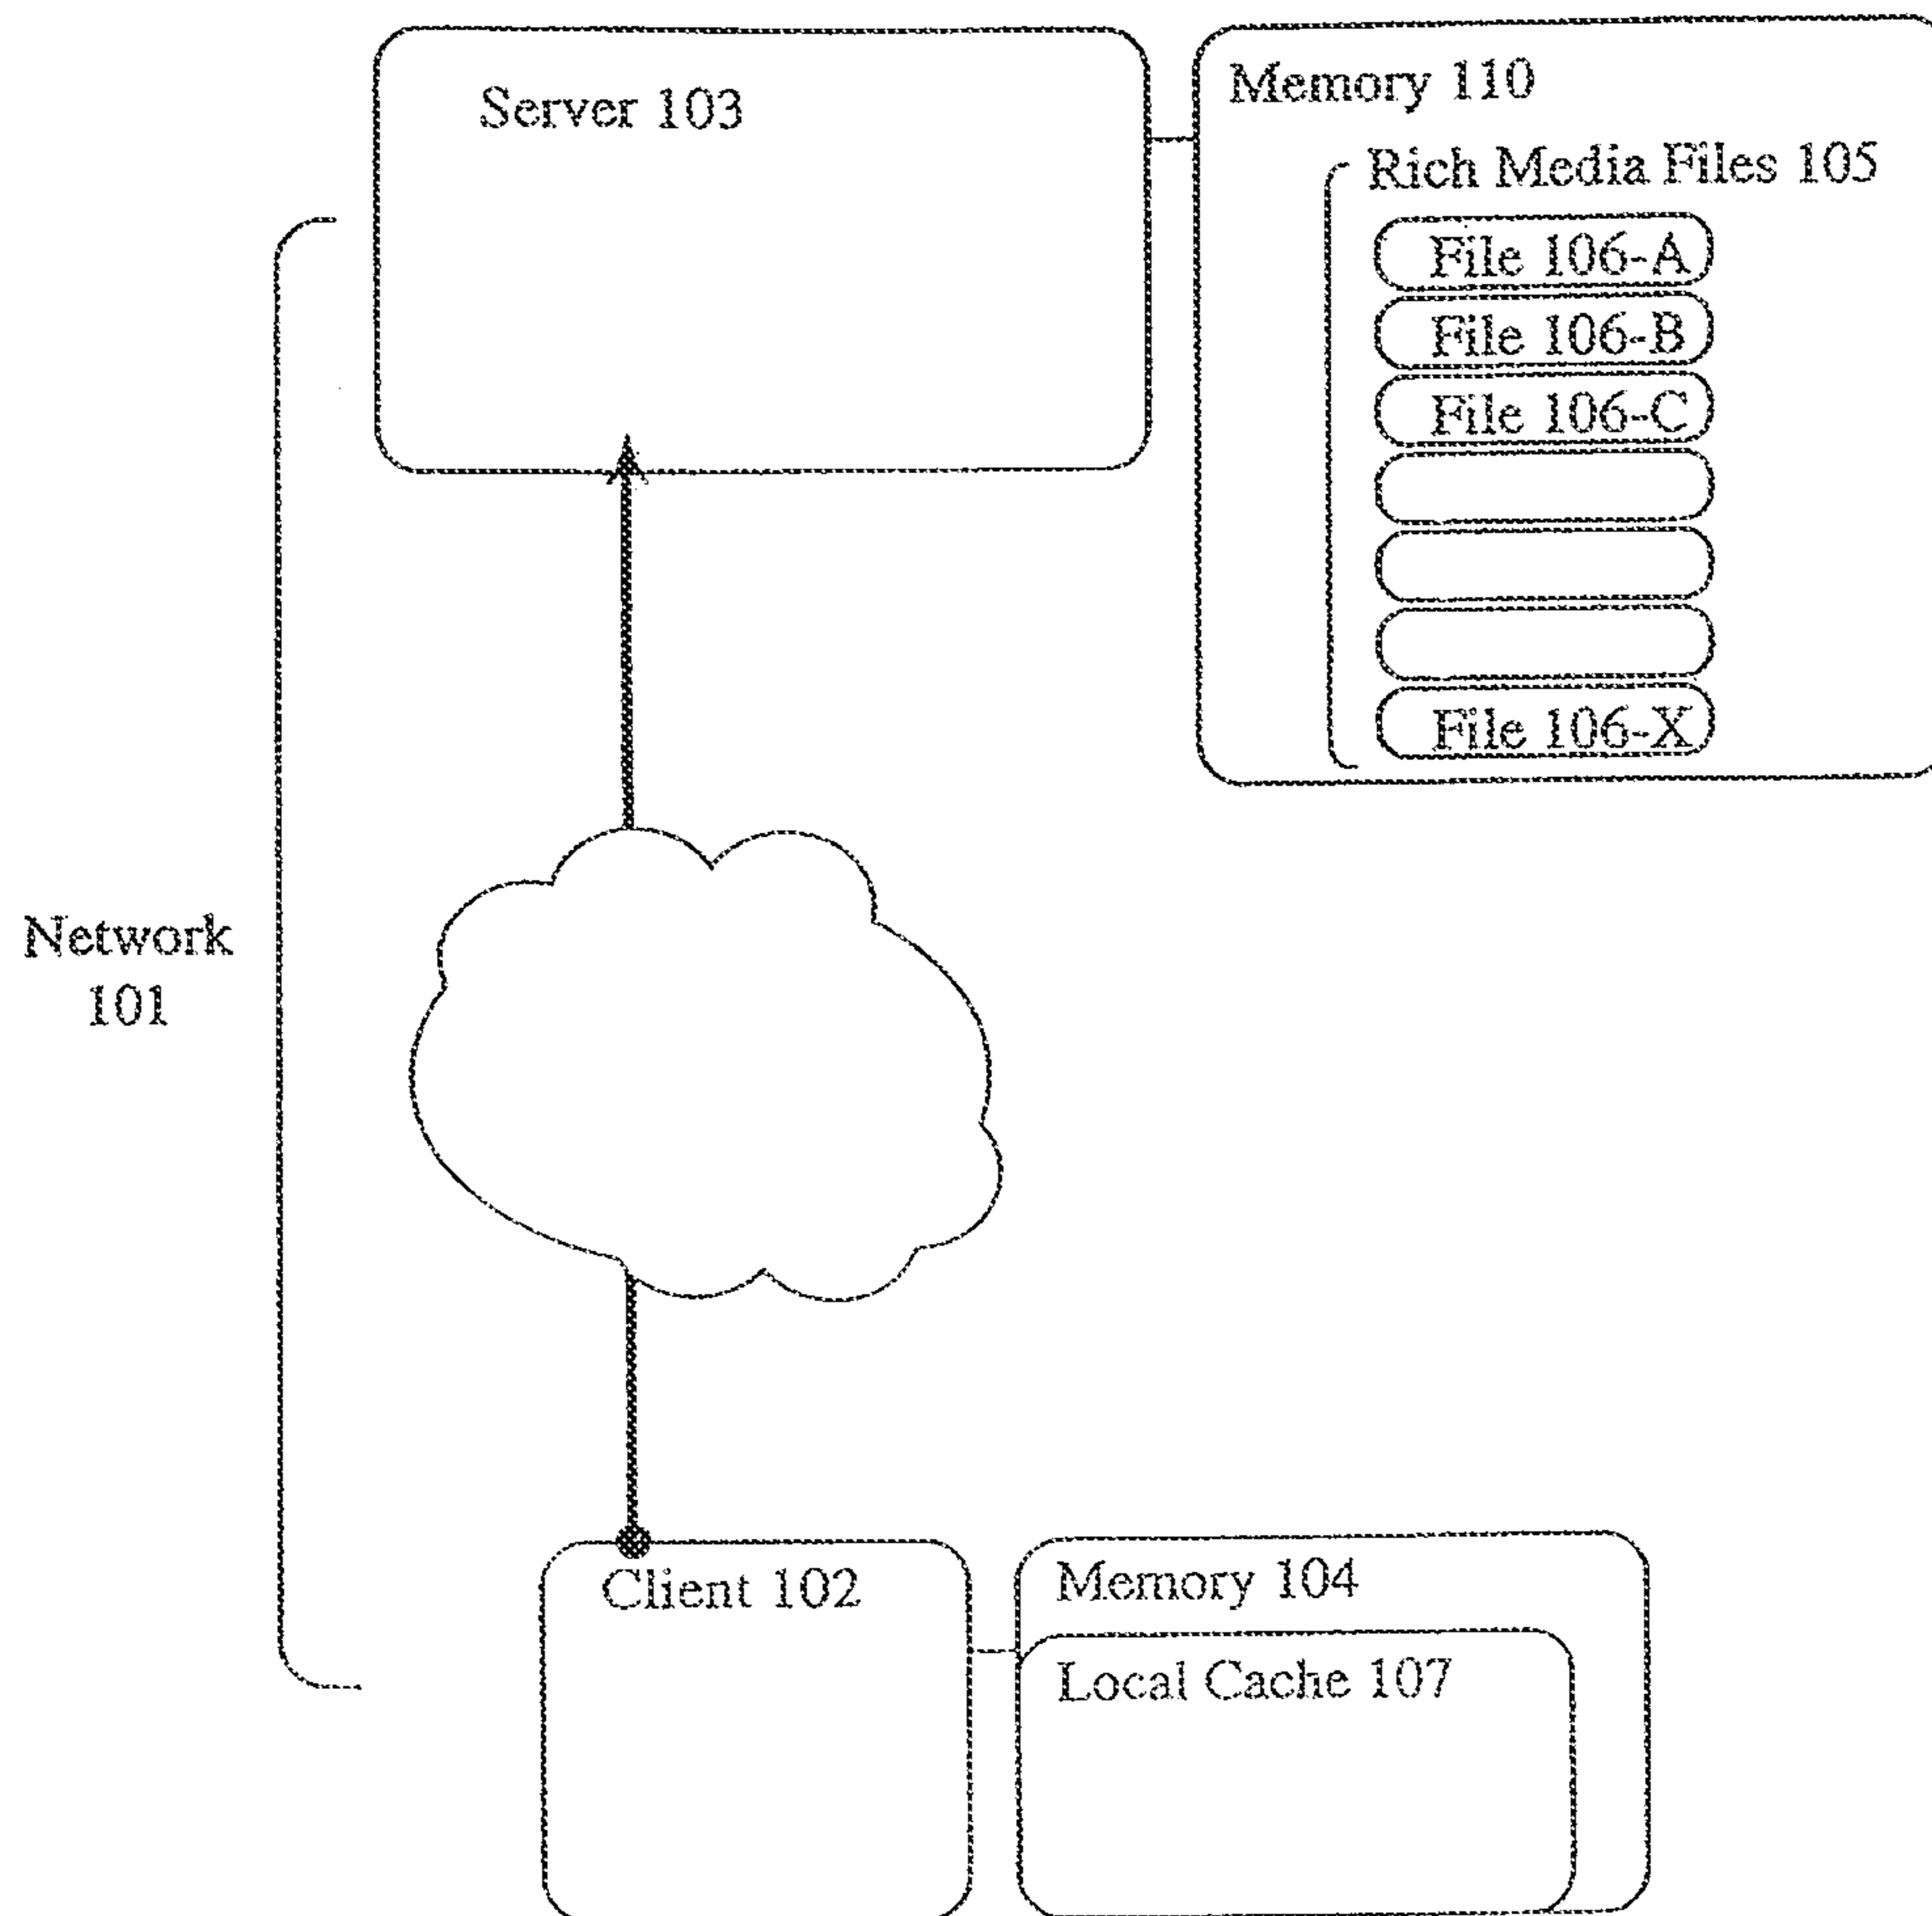 Server 103
Memory 110
Rich Media Files 105
File 106-A
File 106-B
File 106-C
File 106-X
Network
101
Client 102
Memory 104
Local Cache 107